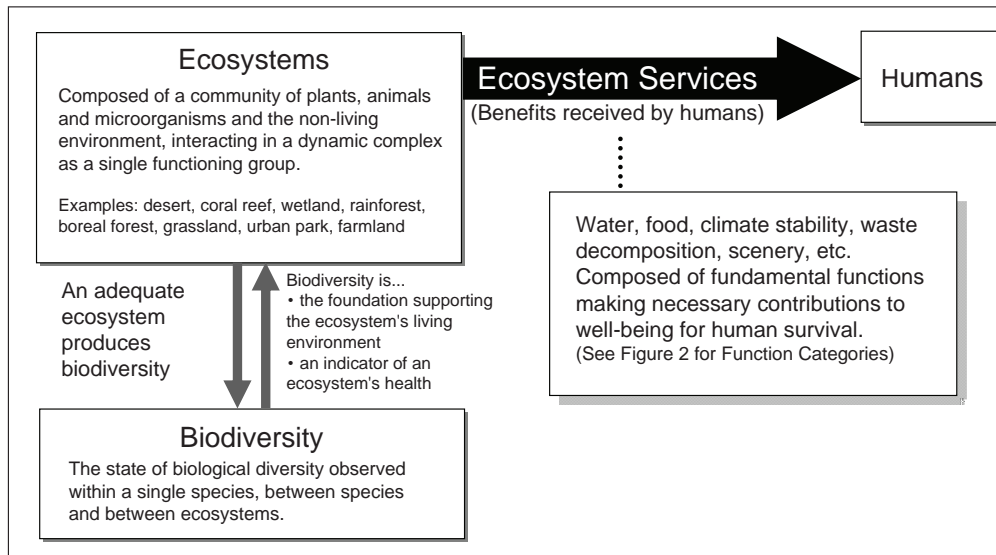 Ecosystems
Composed of a community of plants, animals
and microorganisms and the non-living
environment, interacting in a dynamic complex
as a single functioning group.
Examples: desert, coral reef, wetland, rainforest,
boreal forest, grassland, urban park, farmland
Ecosystem Services
(Benefits received by humans)
Humans
Water, food, climate stability, waste
decomposition, scenery, etc.
Composed of fundamental functions
making necessary contributions to
well-being for human survival.
(See Figure 2 for Function Categories)
An adequate
ecosystem
produces
biodiversity
Biodiversity is...
• the foundation supporting
the ecosystem's living
environment
• an indicator of an
ecosystem's health
Biodiversity
The state of biological diversity observed
within a single species, between species
and between ecosystems.